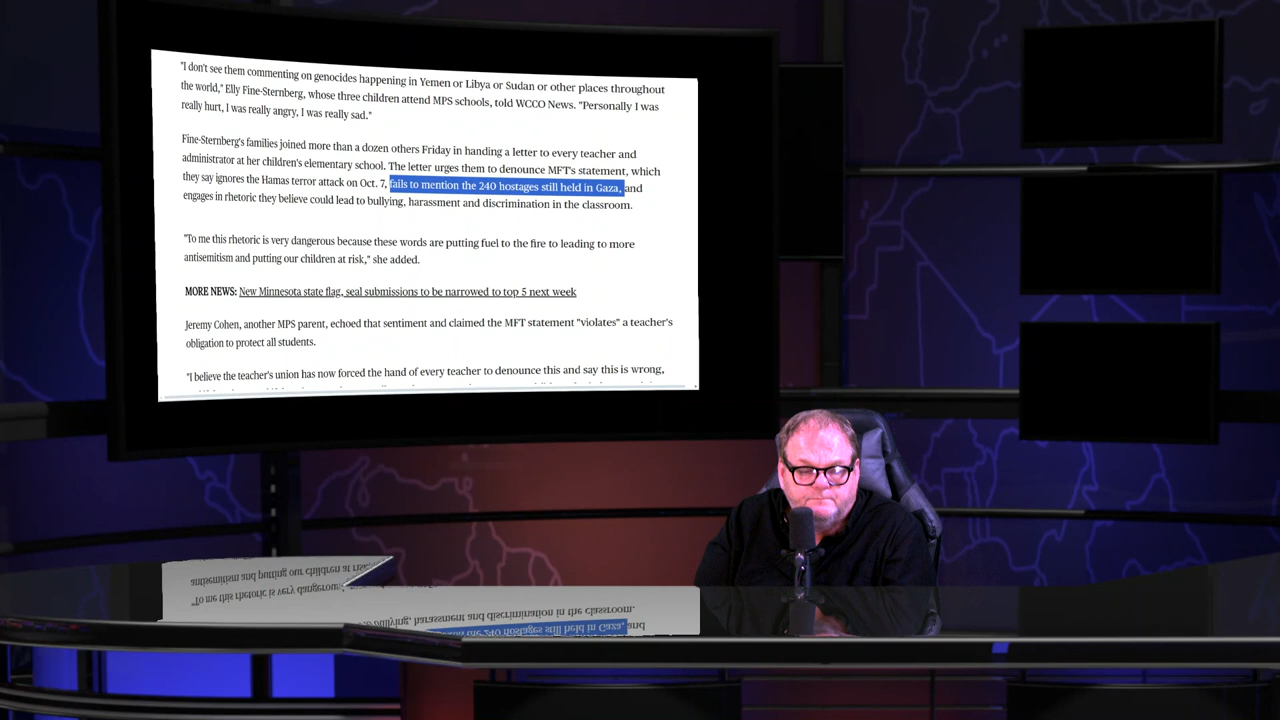 "I don't see them commenting on genocides happening in Yemen or Libya or Sudan or other places throughout
the world," Elly Fine-Sternberg, whose three children attend MPS schools, told WCCO News. "Personally I was
really hurt, I was really angry, I was really sad."
Fine-Sternberg's families joined more than a dozen others Friday in handing a letter to every teacher and
administrator at her children's elementary school. The letter urges them to denounce MFT's statement, which
they say ignores the Hamas terror attack on Oct. 7, fails to mention the 240 hostages still held in Gaza, and
engages in rhetoric they believe could lead to bullying, harassment and discrimination in the classroom.
"To me this rhetoric is very dangerous because these words are putting fuel to the fire to leading to more
antisemitism and putting our children at risk," she added.
MORE NEWS: New Minnesota state flag, seal submissions to be narrowed to top 5 next week
Jeremy Cohen, another MPS parent, echoed that sentiment and claimed the MFT statement "violates" a teacher's
obligation to protect all students.
"I believe the teacher's union has now forced the hand of every teacher to denounce this and say this is wrong,